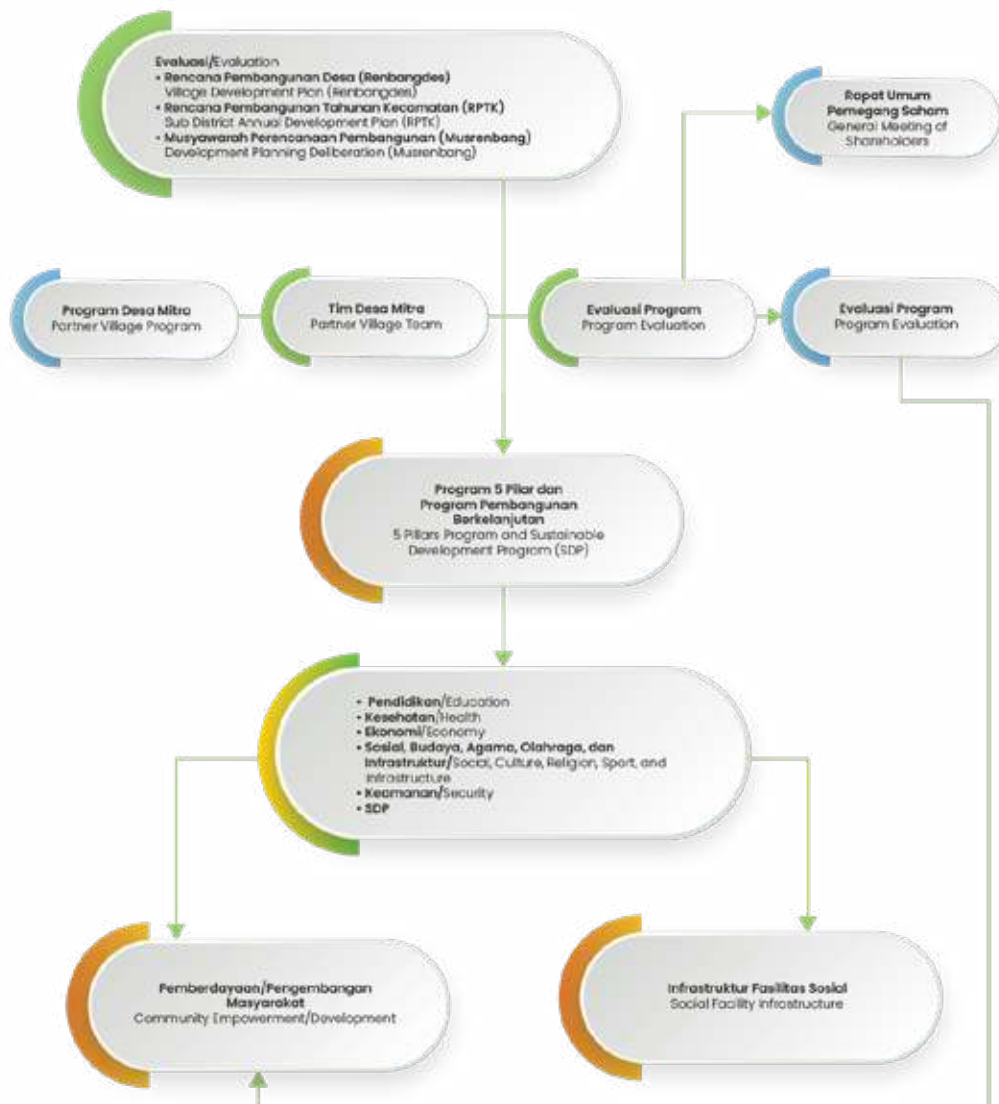 Evaluasi/Evaluation
• Rencana Pembangunan Desa (Renbangdes)
Village Development Plan (Renbangdes)
• Rencana Pembangunan Tahunan Kecamatan (RPTK)
Sub District Annual Development Plan (RPTK)
• Musyawarah Perencanaan Pembangunan (Musrenbang)
Development Planning Deliberation (Musrenbang)
Rapat Umum
Pemegang Saham
General Meeting of
Shareholders
Program Desa Mitra
Partner Village Program
Tim Desa Mitra
Partner Village Team
Evaluasi Program
Program Evaluation
Evaluasi Program
Program Evaluation
Program 5 Pilar dan
Program Pembangunan
Berkelanjutan
5 Pillars Program and Sustainable
Development Program (SDP)
• Pendidikan/Education
• Kesehatan/Health
• Ekonomi/Economy
• Sosial, Budaya, Agama, Olahraga, dan
Infrastruktur/Social, Culture, Religion, Sport, and
Infrastructure
• Keamanan/Security
• SDP
Pemberdayaan/Pengembangan
Masyarakat
Community Empowerment/Development
Infrastruktur Fasilitas Sosial
Social Facility Infrastructure